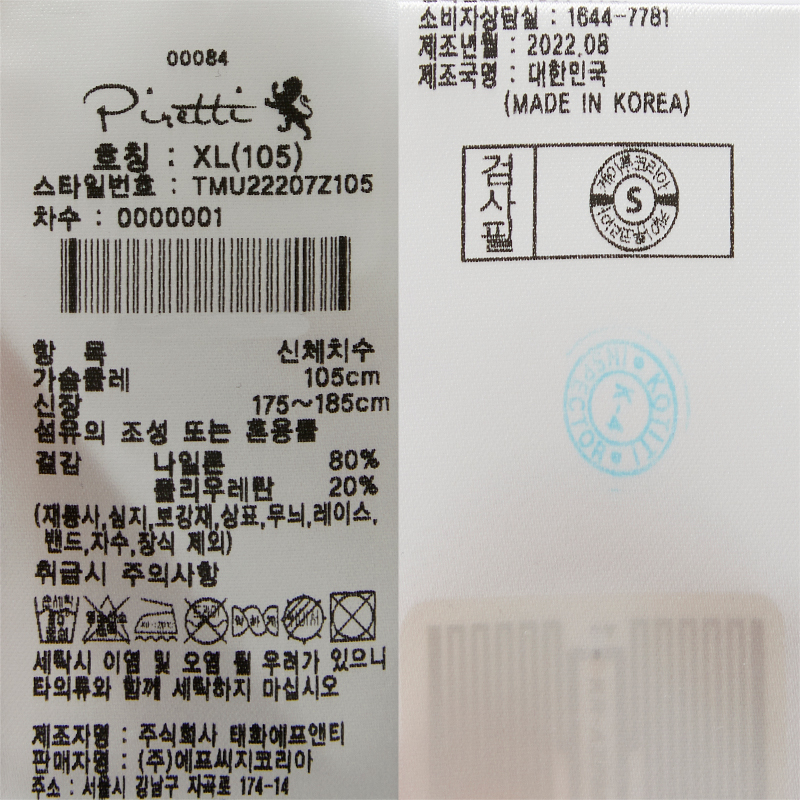 00084
Piretti
호칭 : XL(105)
스타일번호 : TMU22207Z105
차수 : 0000001
항 목 신체치수
가슴둘레 105cm
신장 175~185cm
섬유의 조성 또는 혼용률
겉감 나일론 80%
폴리우레탄 20%
(재봉사,심지,보강재,상표,무늬,레이스,
밴드,자수,장식 제외)
취급시 주의사항
세탁시 이염 및 오염 될 우려가 있으니
타의류와 함께 세탁하지 마십시오
제조자명 : 주식회사 태화에프앤티
판매자명 : (주)에프씨지코리아
주소 : 서울시 강남구 자곡로 174-14
소비자상담실 : 1644-7781
제조년월 : 2022.08
제조국명 : 대한민국
(MADE IN KOREA)
검사필
S
KOTITI
INSPECTOR